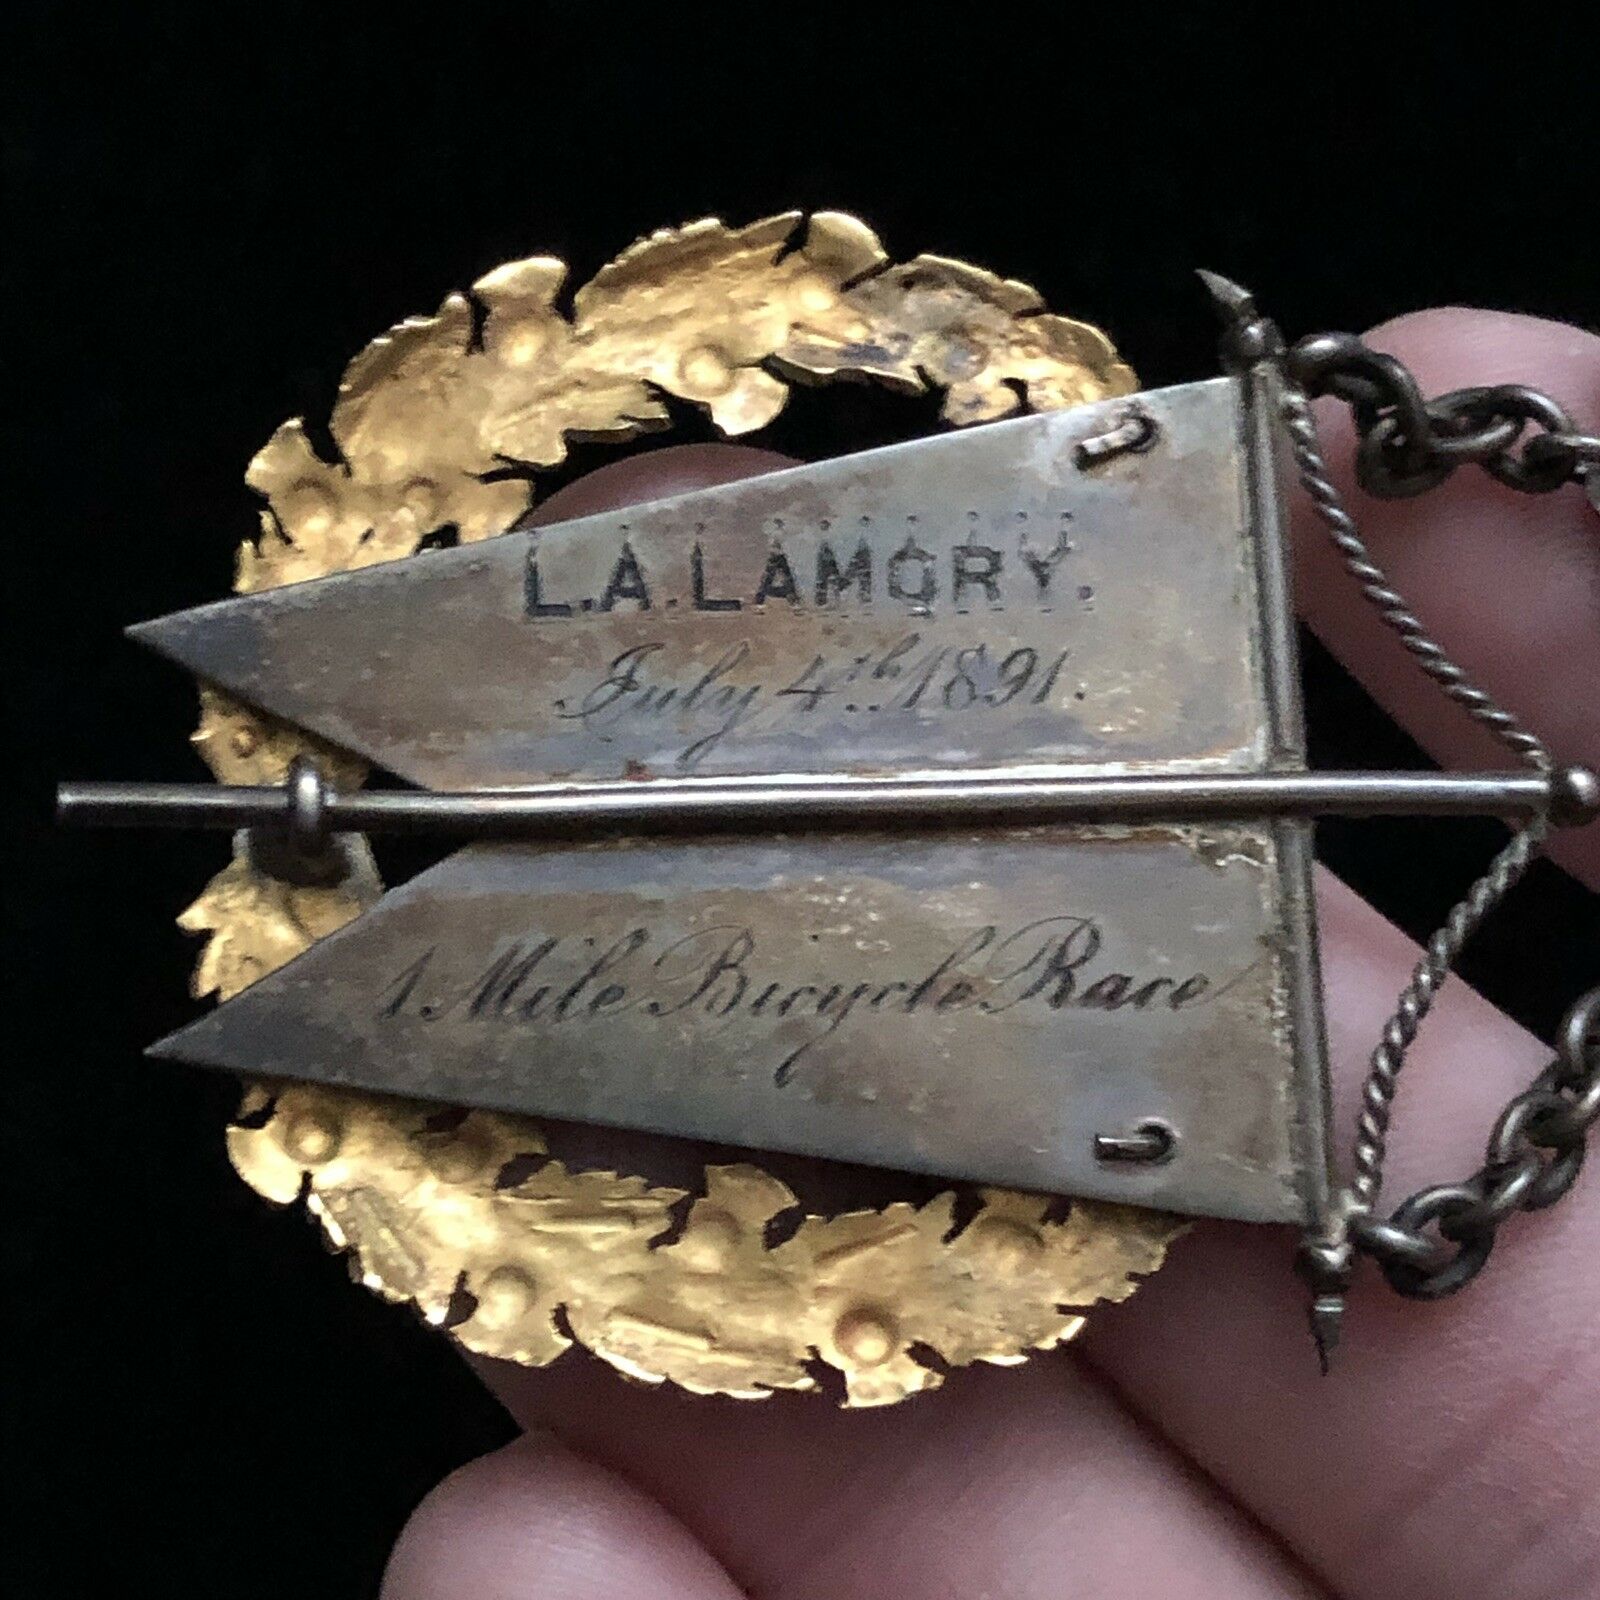 L.A.LAMORY.
July 4th. 1891.
1 Mile Bicycle Race